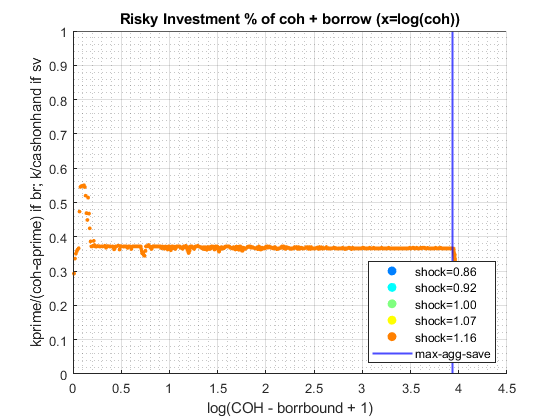 Risky Investment % of coh + borrow (x=log(coh))
kprime/(coh-aprime) if br; k/cashonhand if sv
1
0.9
0.8
0.7
0.6
0.5
0.4
0.3
0.2
0.1
0
shock=0.86
shock=0.92
shock=1.00
shock=1.07
shock=1.16
max-agg-save
0 0.5 1 1.5 2 2.5 3 3.5 4 4.5
log(COH - borrbound + 1)